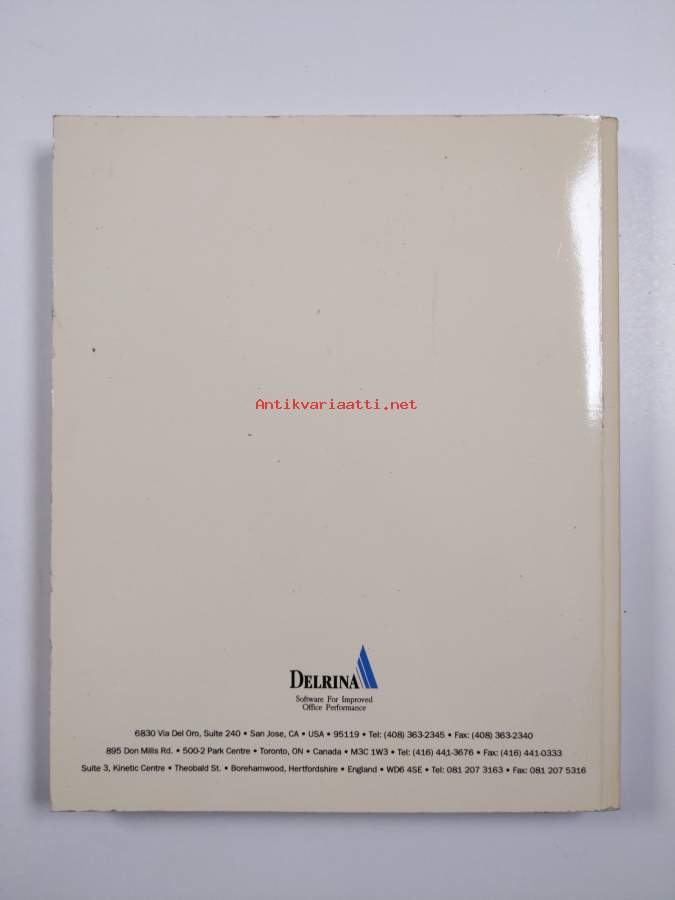 Antikvariaatti.net
DELRINA
Software For Improved
Office Performance
6830 Via Del Oro, Suite 240 • San Jose, CA • USA • 95119 • Tel: (408) 363-2345 • Fax: (408) 363-2340
895 Don Mills Rd. • 500-2 Park Centre • Toronto, ON • Canada • M3C 1W3 • Tel: (416) 441-3676 • Fax: (416) 441-0333
Suite 3, Kinetic Centre • Theobald St. • Borehamwood, Hertfordshire • England • WD6 4SE • Tel: 081 207 3163 • Fax: 081 207 5316